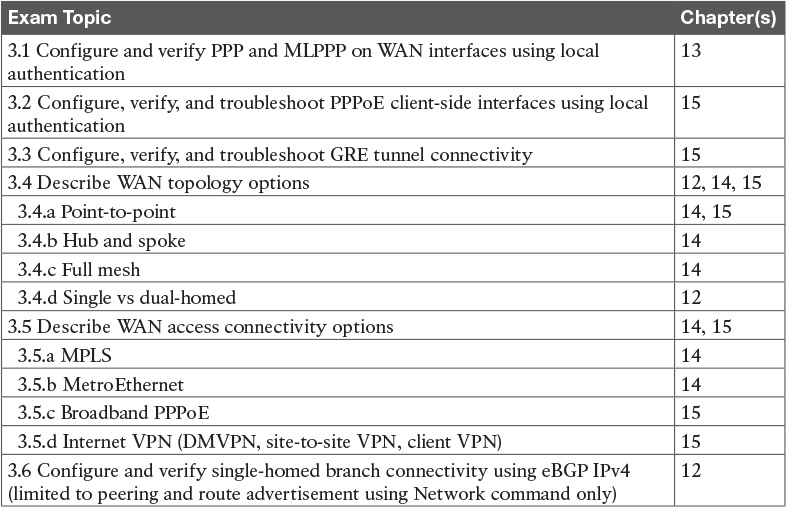 Exam Topic Chapter(s)
3.1 Configure and verify PPP and MLPPP on WAN interfaces using local 13
authentication
3.2 Configure, verify, and troubleshoot PPPoE client-side interfaces using local 15
authentication
3.3 Configure, verify, and troubleshoot GRE tunnel connectivity 15
3.4 Describe WAN topology options 12, 14, 15
3.4.a Point-to-point 14, 15
3.4.b Hub and spoke 14
3.4.c Full mesh 14
3.4.d Single vs dual-homed 12
3.5 Describe WAN access connectivity options 14, 15
3.5.a MPLS 14
3.5.b MetroEthernet 14
3.5.c Broadband PPPoE 15
3.5.d Internet VPN (DMVPN, site-to-site VPN, client VPN) 15
3.6 Configure and verify single-homed branch connectivity using eBGP IPv4 12
(limited to peering and route advertisement using Network command only)